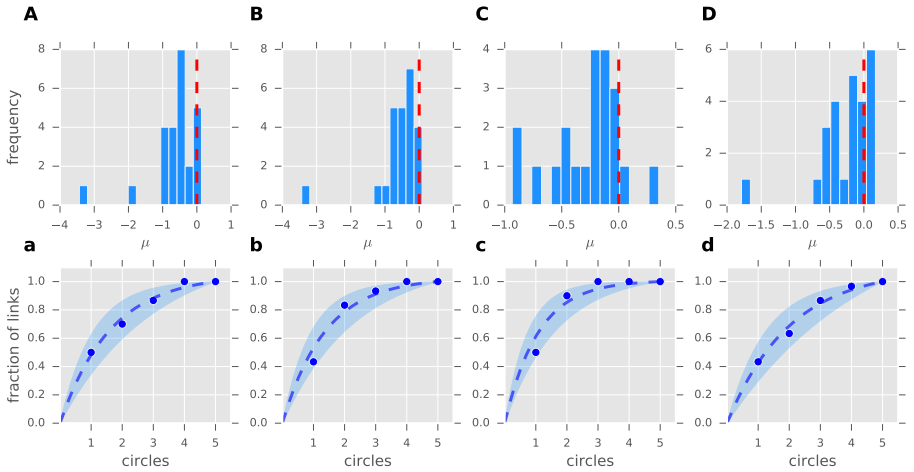 A B C D
8 8 4 6
6 6 3
frequency
4 4 2 4
2 2 1 2
0 0 0 0
−4 −3 −2 −1 0 1 −4 −3 −2 −1 0 1 −1.0 −0.5 0.0 0.5 −2.0 −1.5 −1.0 −0.5 0.0 0.5
μ μ μ μ
a b c d
1.0 1.0 1.0 1.0
0.8 0.8 0.8 0.8
fraction of links
0.6 0.6 0.6 0.6
0.4 0.4 0.4 0.4
0.2 0.2 0.2 0.2
0.0 0.0 0.0 0.0
1 2 3 4 5 1 2 3 4 5 1 2 3 4 5 1 2 3 4 5
circles circles circles circles